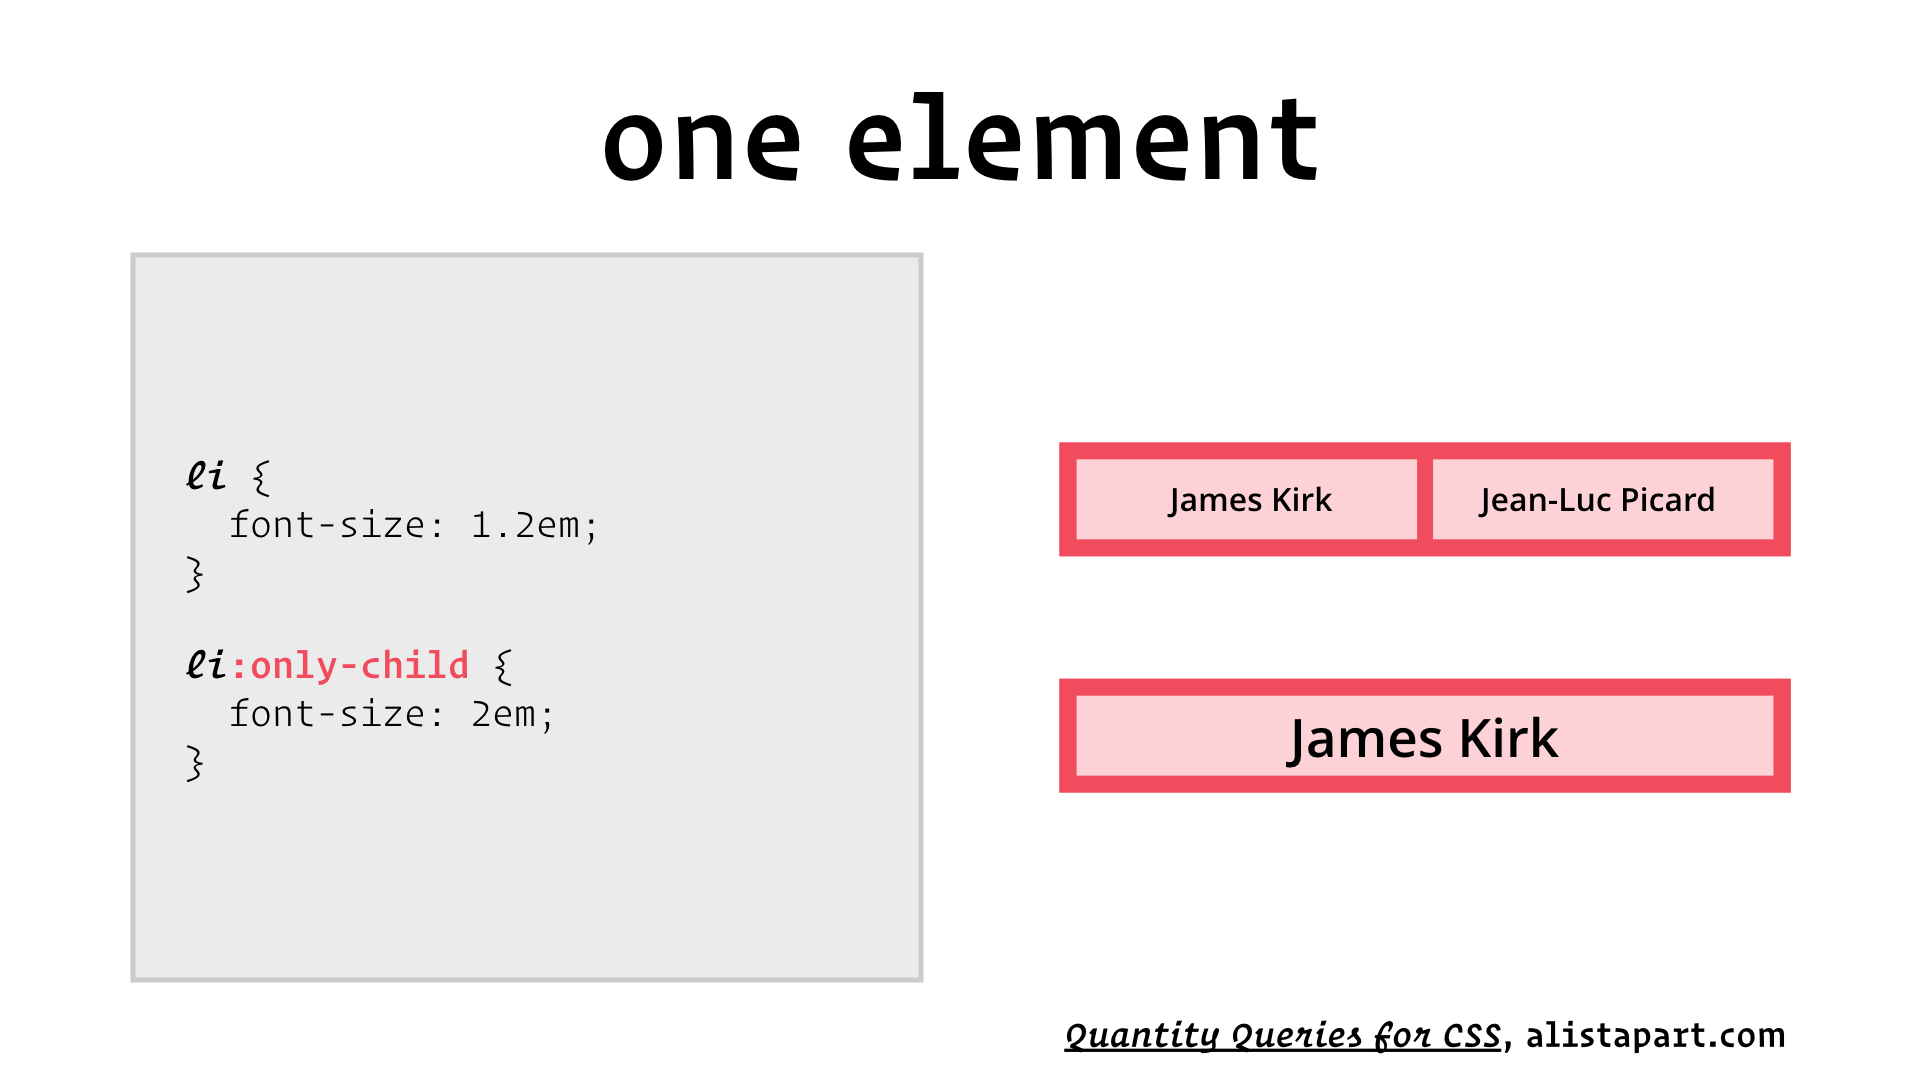 one element
li {
  font-size: 1.2em;
}
li:only-child {
  font-size: 2em;
}
James Kirk
Jean-Luc Picard
James Kirk
Quantity Queries for CSS, alistapart.com